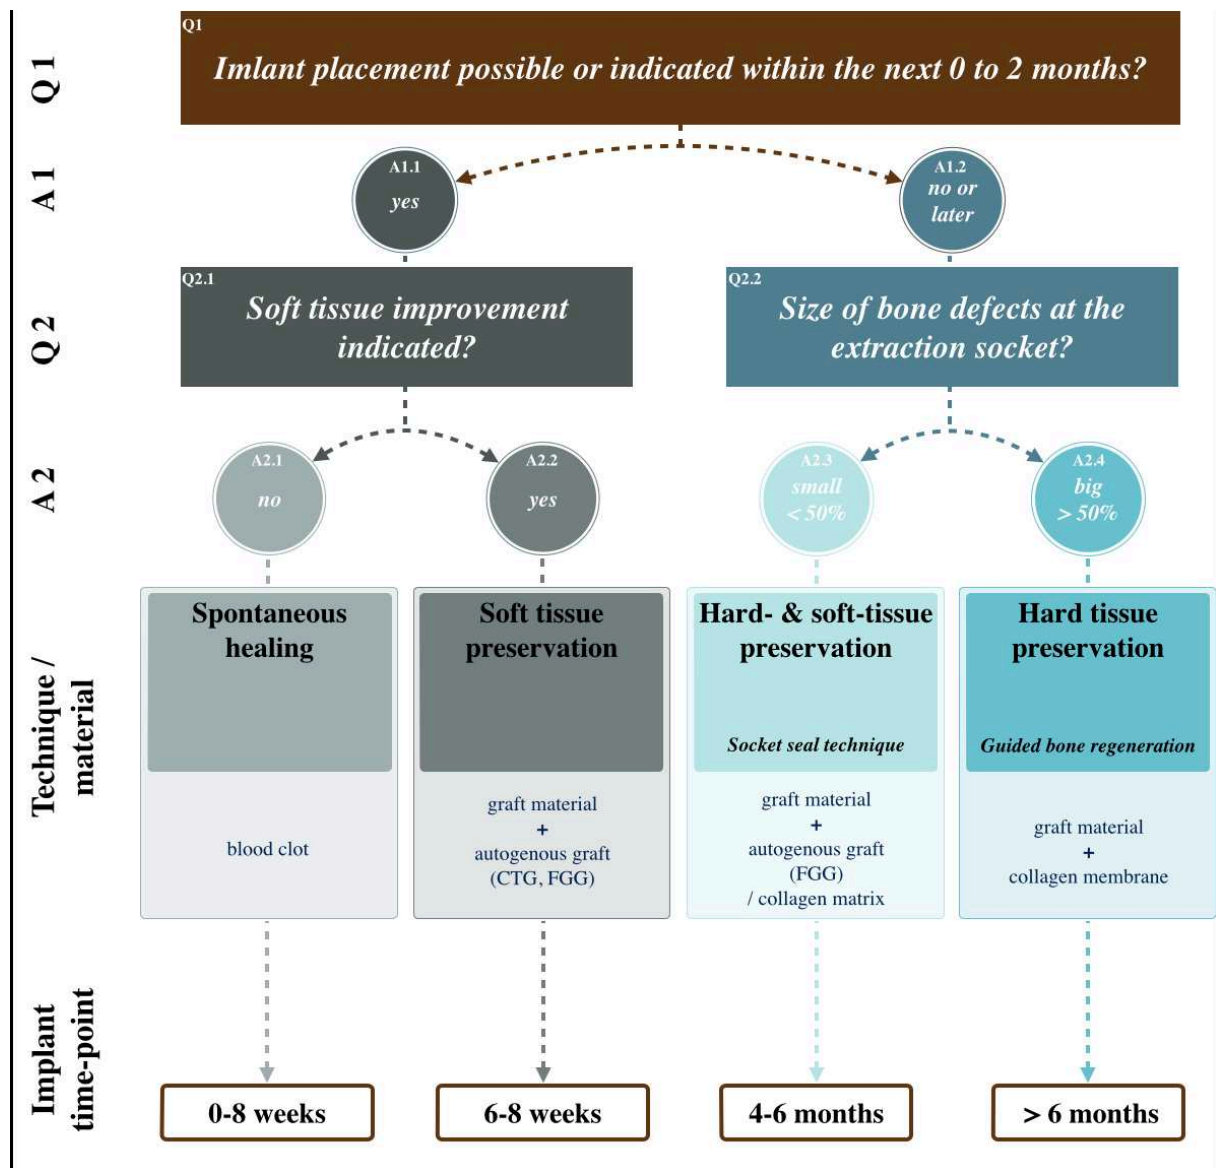 Q 1
Q1
Imlant placement possible or indicated within the next 0 to 2 months?
A 1
A1.1
yes
A1.2
no or
later
Q 2
Q2.1
Soft tissue improvement
indicated?
Q2.2
Size of bone defects at the
extraction socket?
A 2
A2.1
no
A2.2
yes
A2.3
small
< 50%
A2.4
big
> 50%
Technique /
material
Spontaneous
healing
blood clot
Soft tissue
preservation
graft material
+
autogenous graft
(CTG, FGG)
Hard- & soft-tissue
preservation
Socket seal technique
graft material
+
autogenous graft
(FGG)
/ collagen matrix
Hard tissue
preservation
Guided bone regeneration
graft material
+
collagen membrane
Implant
time-point
0-8 weeks
6-8 weeks
4-6 months
> 6 months